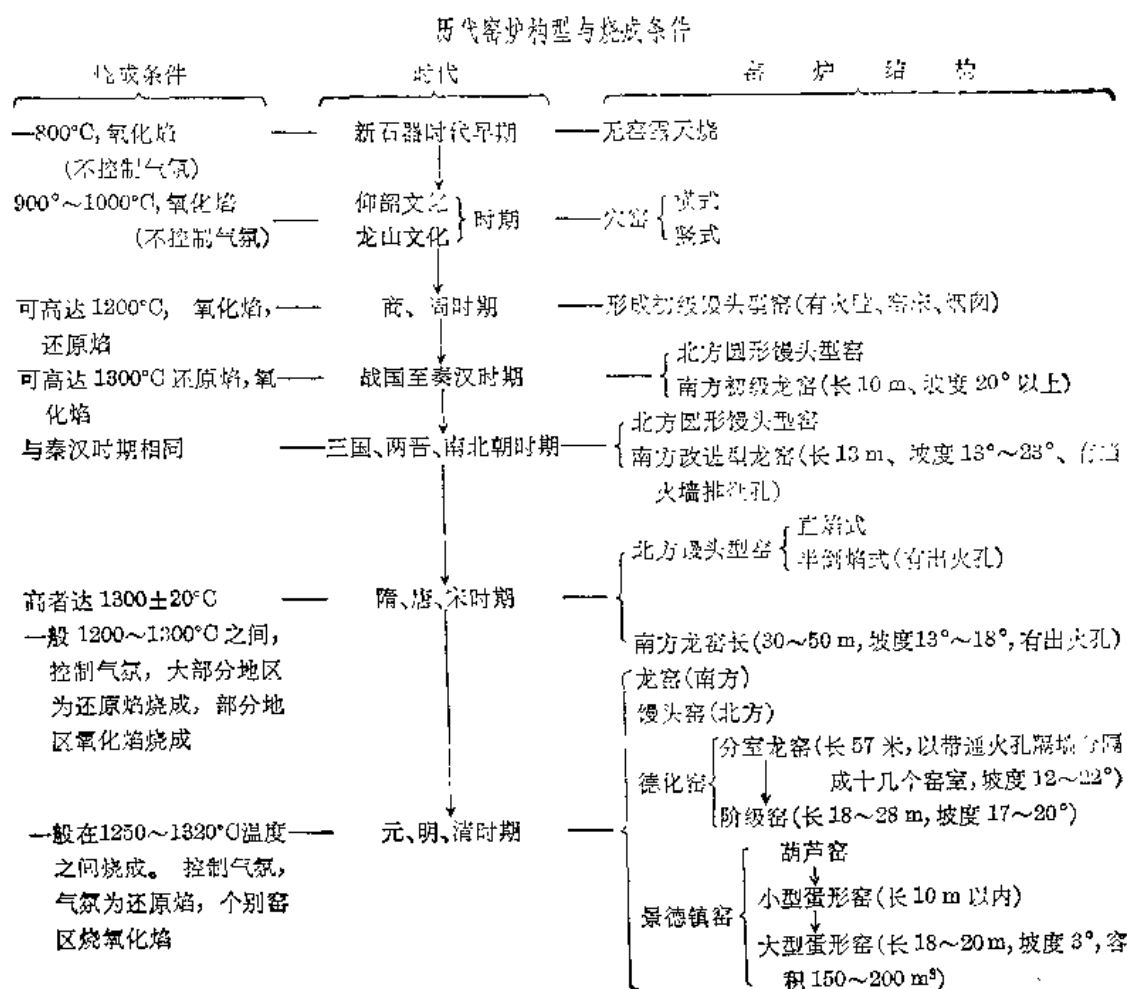 历代窑炉构型与烧成条件
烧成条件 时代 窑炉结构
—800°C, 氧化焰 新石器时代早期 无窑露天烧
(不控制气氛)
900°~1000°C, 氧化焰 仰韶文化 时期 穴窑 横式
(不控制气氛) 龙山文化 竖式
可高达1200°C, 氧化焰, 商、周时期 形成初级馒头型窑(有火膛、窑床、烟囱)
还原焰
北方圆形馒头型窑
可高达1300°C还原焰, 氧 战国至秦汉时期
化焰 南方初级龙窑(长10 m、坡度20°以上)
北方圆形馒头型窑
与秦汉时期相同 三国、两晋、南北朝时期
南方改进型龙窑(长13 m、坡度13°~23°、
火墙排 孔)
北方馒头型窑 直焰式
半倒焰式(有出火孔)
高者达1300±20°C 隋、唐、宋时期
一般1200~1300°C之间, 南方龙窑长(30~50 m, 坡度13°~18°, 有出火孔)
控制气氛, 大部分地区 龙窑(南方)
为还原焰烧成, 部分地 馒头窑(北方)
区氧化焰烧成
德化窑 分室龙窑(长57米, 以带通火孔隔墙分隔
成十几个窑室, 坡度12~22°)
阶级窑(长18~28 m, 坡度17~20°)
一般在1250~1320°C温度 元、明、清时期
之间烧成。 控制气氛, 葫芦窑
气氛为还原焰, 个别窑 景德镇窑 小型蛋形窑(长10 m以内)
区烧氧化焰
大型蛋形窑(长18~20 m, 坡度3°, 容
积150~200 m³)